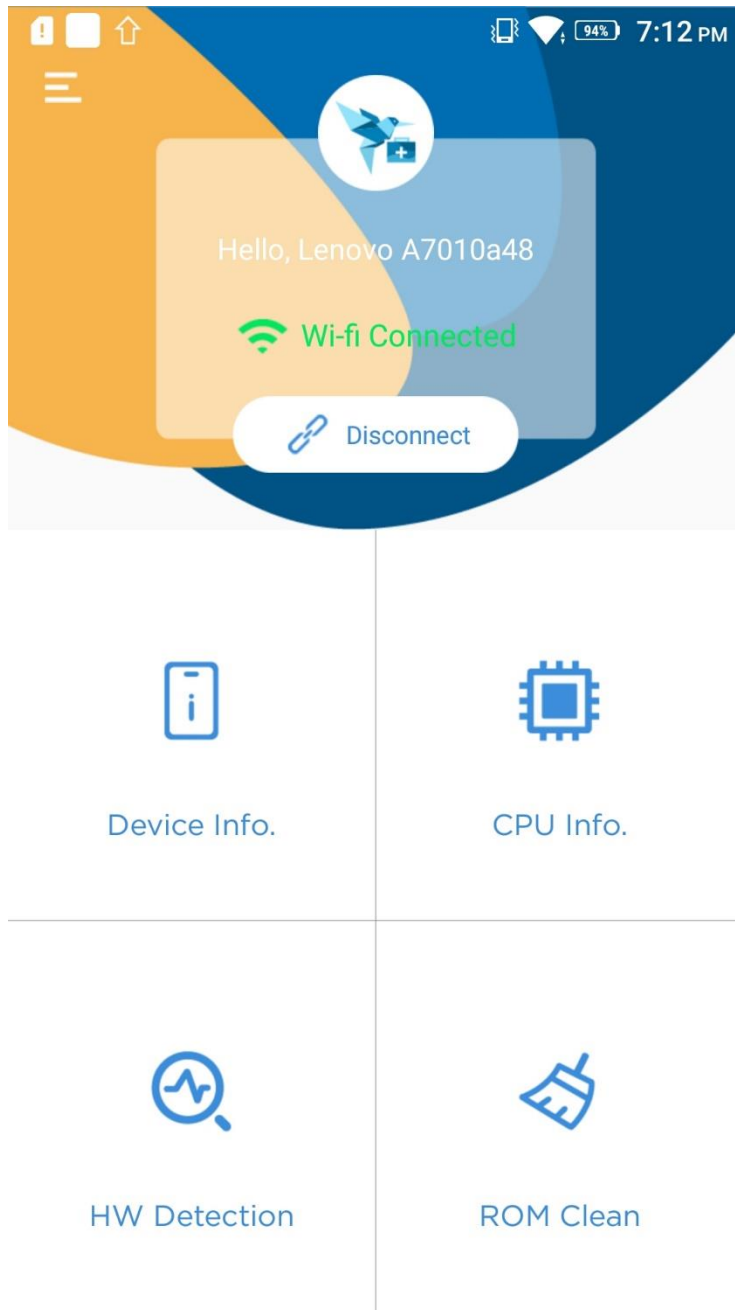 94% 7:12 PM
Hello, Lenovo A7010a48
Wi-fi Connected
Disconnect
Device Info.
CPU Info.
HW Detection
ROM Clean